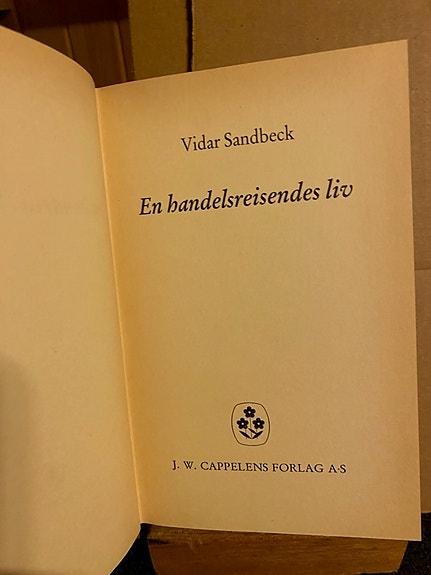 Vidar Sandbeck
En handelsreisendes liv
J. W. CAPPELENS FORLAG A·S